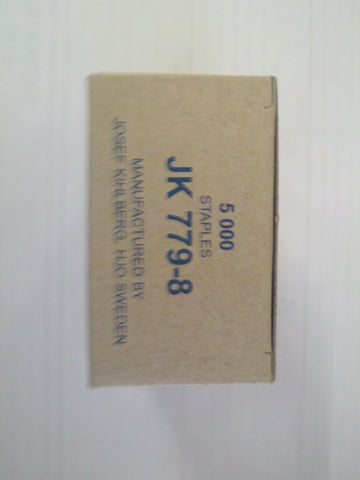 5 000
STAPLES
JK 779-8
MANUFACTURED BY
JOSEF KIHLBERG, HJO SWEDEN